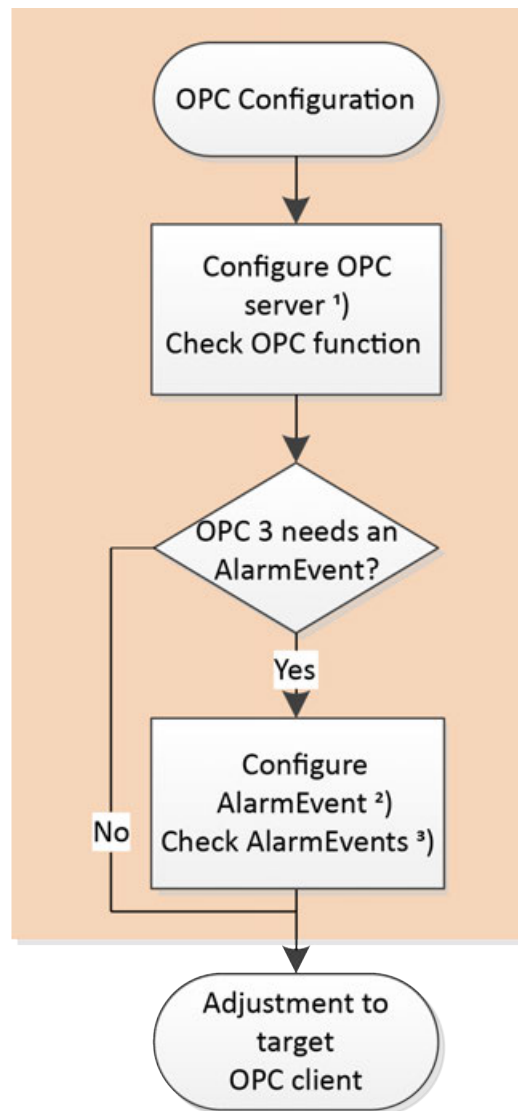 OPC Configuration
Configure OPC
server ¹)
Check OPC function
OPC 3 needs an
AlarmEvent?
Yes
Configure
AlarmEvent ²)
Check AlarmEvents ³)
No
Adjustment to
target
OPC client